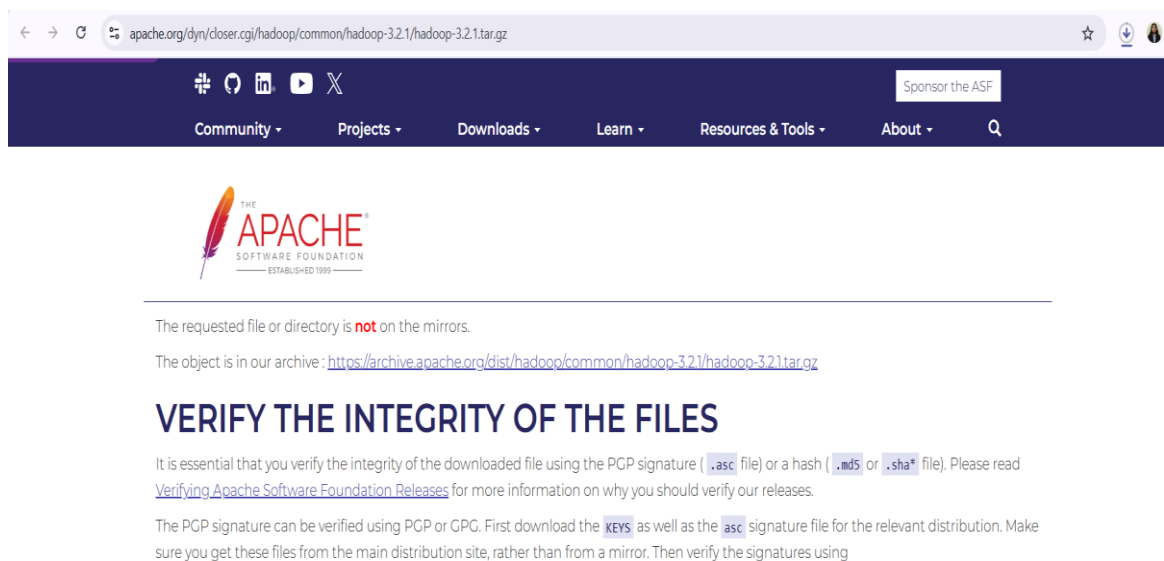 apache.org/dyn/closer.cgi/hadoop/common/hadoop-3.2.1/hadoop-3.2.1.tar.gz
in.
X
Sponsor the ASF
Community
Projects
Downloads
Learn
Resources & Tools
About
THE
APACHE®
SOFTWARE FOUNDATION
ESTABLISHED 1999
The requested file or directory is not on the mirrors.
The object is in our archive : https://archive.apache.org/dist/hadoop/common/hadoop-3.2.1/hadoop-3.2.1.tar.gz
VERIFY THE INTEGRITY OF THE FILES
It is essential that you verify the integrity of the downloaded file using the PGP signature ( .asc file) or a hash ( .md5 or .sha* file). Please read
Verifying Apache Software Foundation Releases for more information on why you should verify our releases.
The PGP signature can be verified using PGP or GPG. First download the KEYS as well as the asc signature file for the relevant distribution. Make
sure you get these files from the main distribution site, rather than from a mirror. Then verify the signatures using